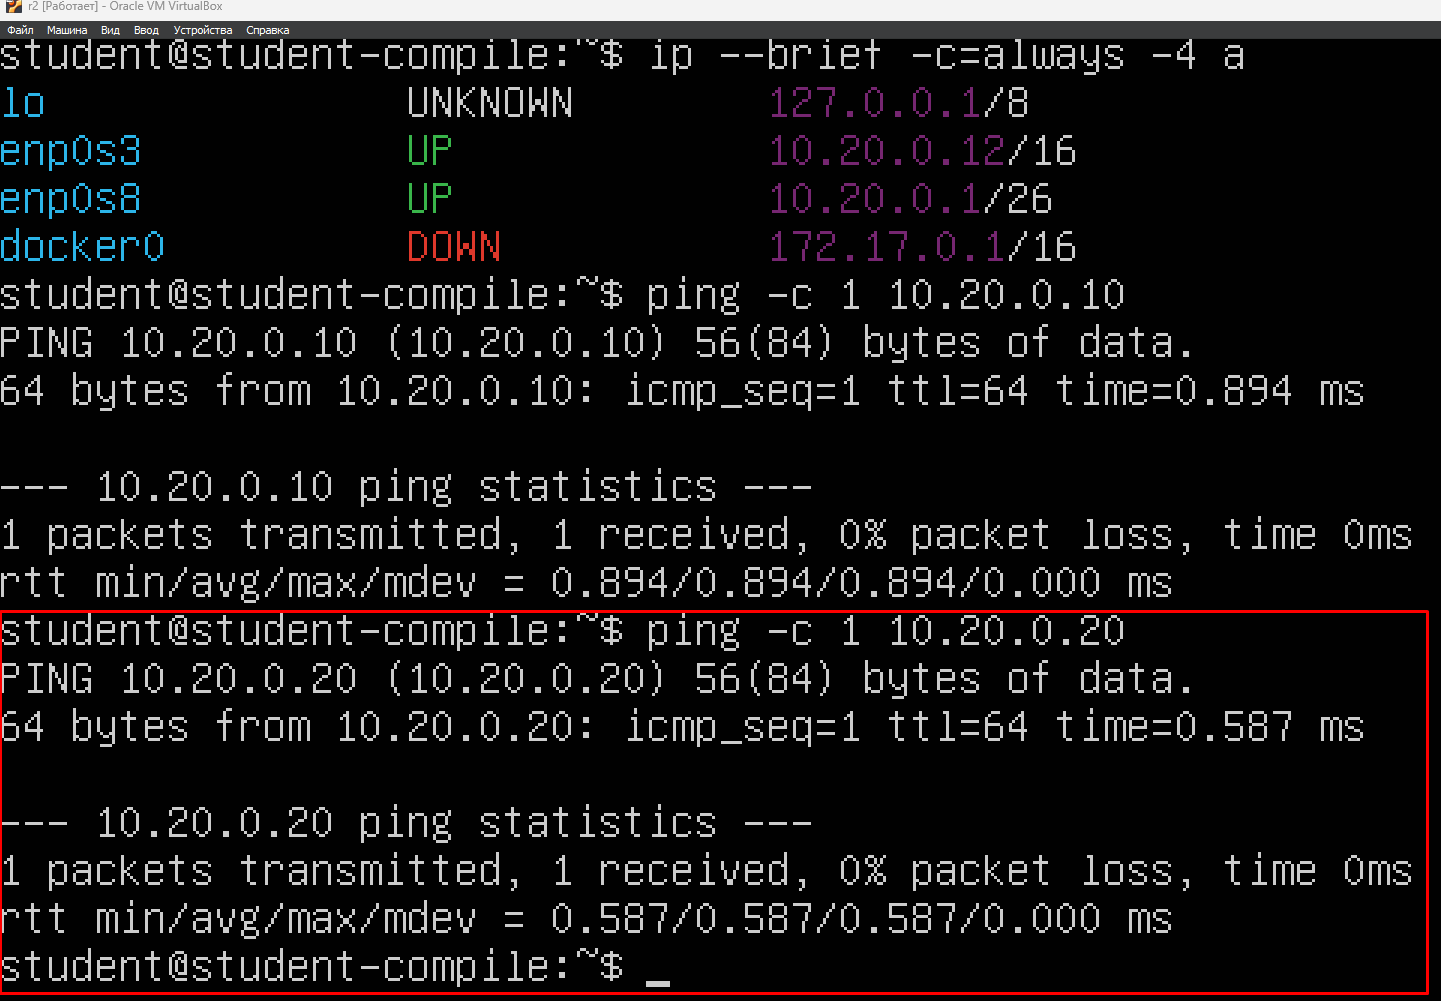 r2 [Работает] - Oracle VM VirtualBox
Файл Машина Вид Ввод Устройства Справка
student@student-compile:~$ ip --brief -c=always -4 a
lo UNKNOWN 127.0.0.1/8
enp0s3 UP 10.20.0.12/16
enp0s8 UP 10.20.0.1/26
docker0 DOWN 172.17.0.1/16
student@student-compile:~$ ping -c 1 10.20.0.10
PING 10.20.0.10 (10.20.0.10) 56(84) bytes of data.
64 bytes from 10.20.0.10: icmp_seq=1 ttl=64 time=0.894 ms

--- 10.20.0.10 ping statistics ---
1 packets transmitted, 1 received, 0% packet loss, time 0ms
rtt min/avg/max/mdev = 0.894/0.894/0.894/0.000 ms
student@student-compile:~$ ping -c 1 10.20.0.20
PING 10.20.0.20 (10.20.0.20) 56(84) bytes of data.
64 bytes from 10.20.0.20: icmp_seq=1 ttl=64 time=0.587 ms

--- 10.20.0.20 ping statistics ---
1 packets transmitted, 1 received, 0% packet loss, time 0ms
rtt min/avg/max/mdev = 0.587/0.587/0.587/0.000 ms
student@student-compile:~$ _